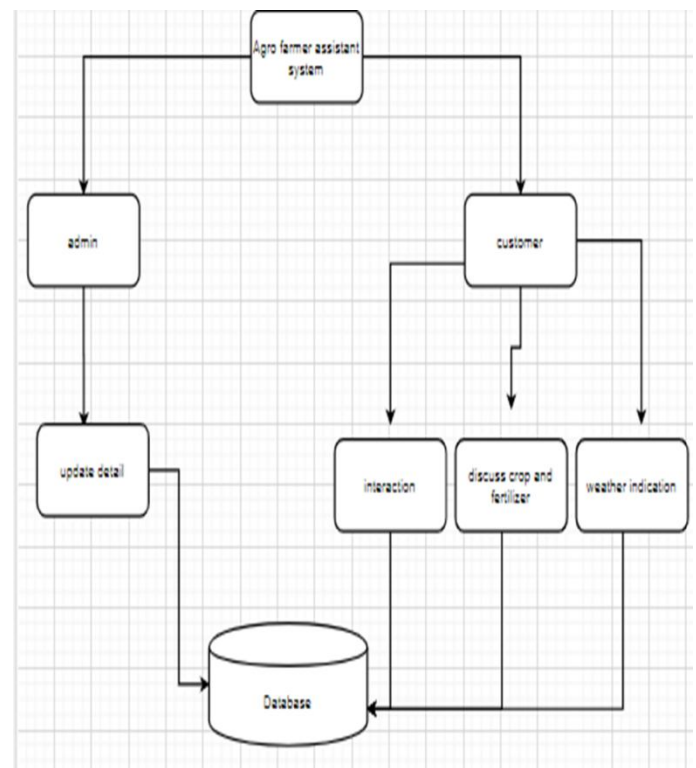 Agro farmer assistant
system
admin
customer
update detail
interaction
discuss crop and
fertilizer
weather indication
Database